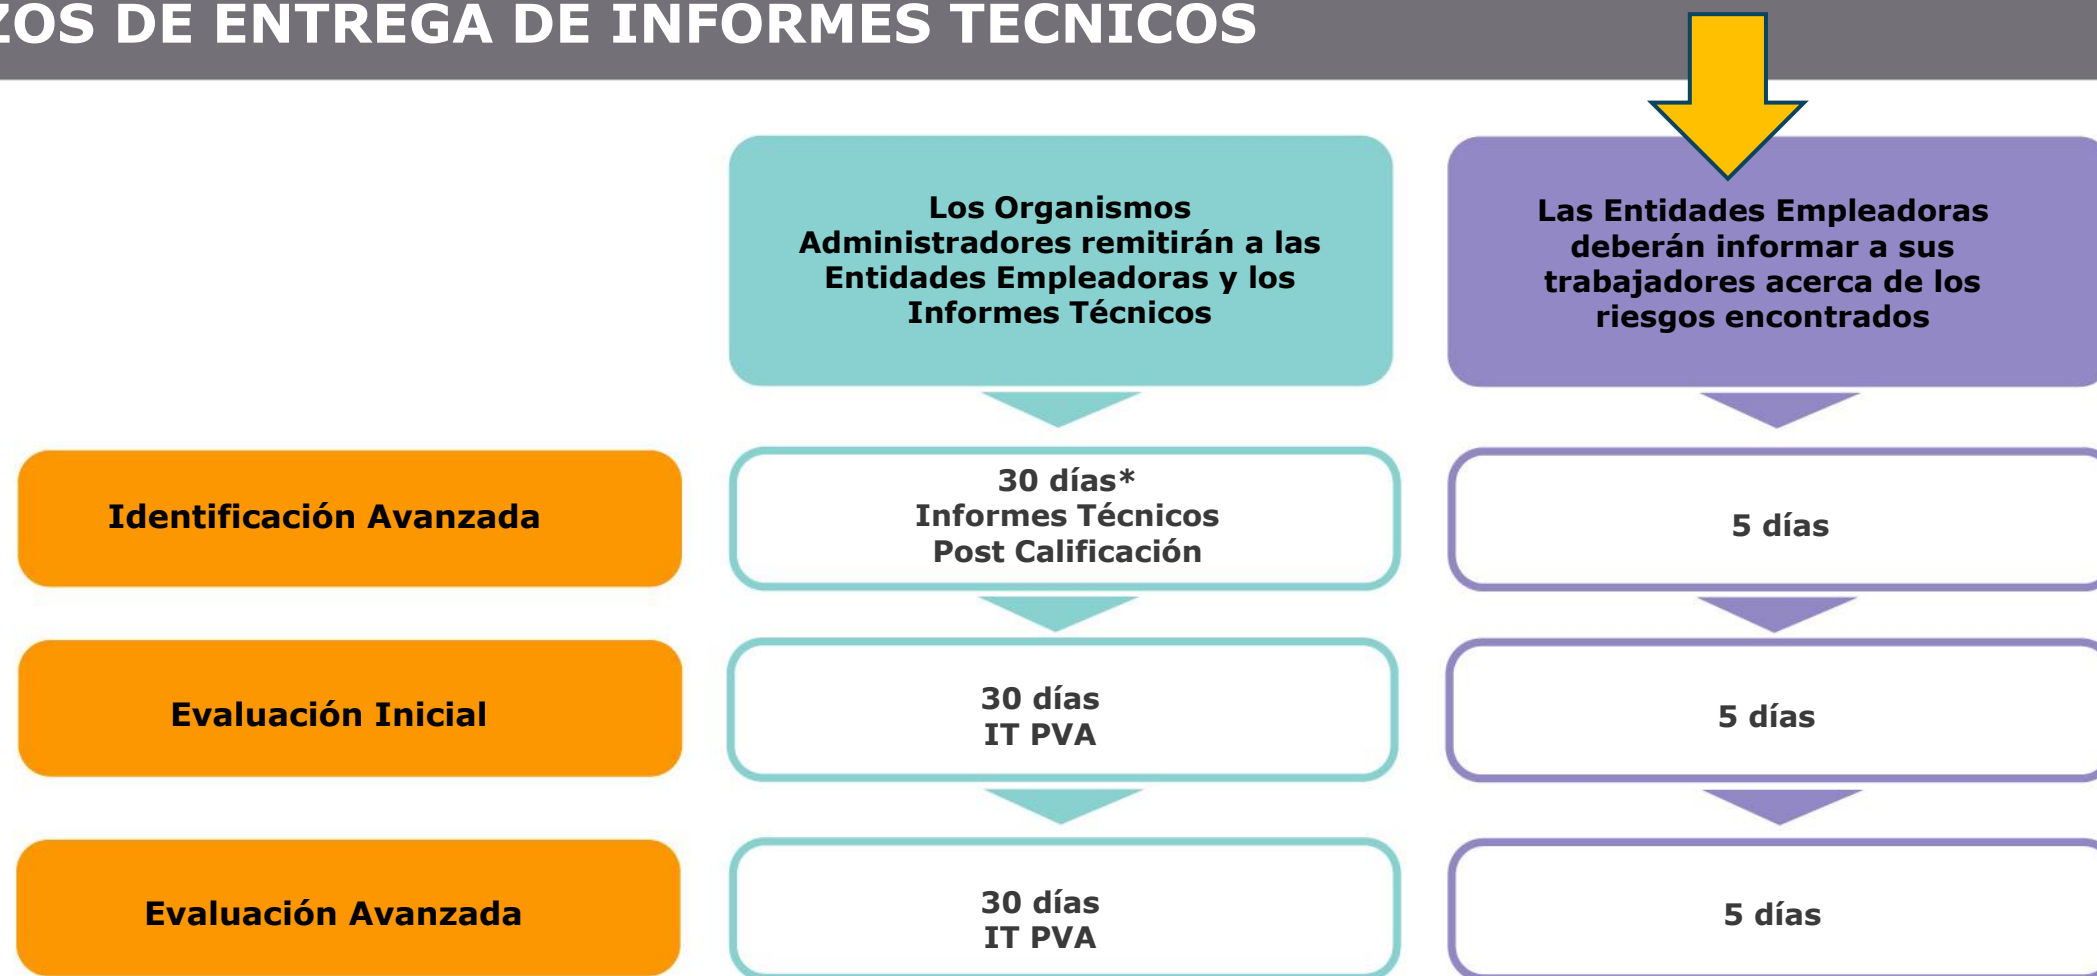 ZOS DE ENTREGA DE INFORMES TECNICOS
Los Organismos
Administradores remitirán a las
Entidades Empleadoras y los
Informes Técnicos
Las Entidades Empleadoras
deberán informar a sus
trabajadores acerca de los
riesgos encontrados
Identificación Avanzada
30 días*
Informes Técnicos
Post Calificación
5 días
Evaluación Inicial
30 días
IT PVA
5 días
Evaluación Avanzada
30 días
IT PVA
5 días